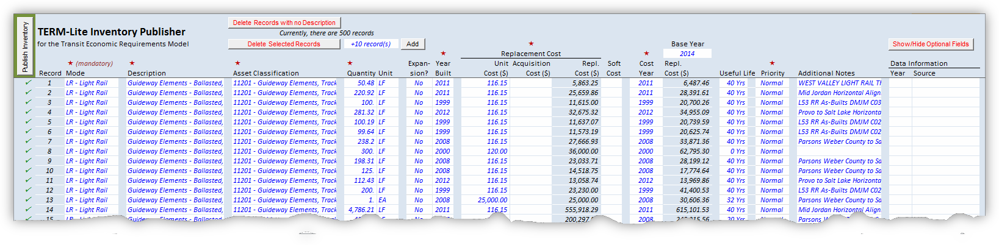 Publish Inventory
TERM-Lite Inventory Publisher
for the Transit Economic Requirements Model
Delete Records with no Description
Currently, there are 500 records
Delete Selected Records +10 record(s) Add
Base Year
2014
Show/Hide Optional Fields
★ (mandatory) ★ ★ ★ ★ ★ ★ ★
Replacement Cost
Expan- Year Unit Acquisition Repl. Soft Cost Repl. Data Information
Record Mode Description Asset Classification Quantity Unit sion? Built Cost ($) Cost ($) Cost ($) Cost Year Cost ($) Useful Life Priority Additional Notes Year Source
✓ 1 LR - Light Rail Guideway Elements - Ballasted, 11201 - Guideway Elements, Track 50.48 LF No 2011 116.15 5,863.25 2011 6,487.46 40 Yrs Normal WEST VALLEY LIGHT RAIL TH
✓ 2 LR - Light Rail Guideway Elements - Ballasted, 11201 - Guideway Elements, Track 220.92 LF No 2011 116.15 25,659.86 2011 28,391.61 40 Yrs Normal Mid Jordan Horizontal Align
✓ 3 LR - Light Rail Guideway Elements - Ballasted, 11201 - Guideway Elements, Track 100. LF No 1999 116.15 11,615.00 1999 20,700.26 40 Yrs Normal L53 RR As-Builts DMJM C03
✓ 4 LR - Light Rail Guideway Elements - Ballasted, 11201 - Guideway Elements, Track 281.32 LF No 2012 116.15 32,675.32 2012 34,955.09 40 Yrs Normal Provo to Salt Lake Horizonta
✓ 5 LR - Light Rail Guideway Elements - Ballasted, 11201 - Guideway Elements, Track 100.19 LF No 1999 116.15 11,637.07 1999 20,739.59 40 Yrs Normal L53 RR As-Builts DMJM C02
✓ 6 LR - Light Rail Guideway Elements - Ballasted, 11201 - Guideway Elements, Track 99.64 LF No 1999 116.15 11,573.19 1999 20,625.74 40 Yrs Normal L53 RR As-Builts DMJM C02
✓ 7 LR - Light Rail Guideway Elements - Ballasted, 11201 - Guideway Elements, Track 238.2 LF No 2008 116.15 27,666.93 2008 33,871.36 40 Yrs Normal Parsons Weber County to Sa
✓ 8 LR - Light Rail Guideway Elements - Ballasted, 11201 - Guideway Elements, Track 300. LF No 2000 120.00 36,000.00 2000 62,795.30 0 Yrs Normal
✓ 9 LR - Light Rail Guideway Elements - Ballasted, 11201 - Guideway Elements, Track 198.31 LF No 2008 116.15 23,033.71 2008 28,199.12 40 Yrs Normal Parsons Weber County to Sa
✓ 10 LR - Light Rail Guideway Elements - Ballasted, 11201 - Guideway Elements, Track 125. LF No 2008 116.15 14,518.75 2008 17,774.64 40 Yrs Normal Parsons Weber County to Sa
✓ 11 LR - Light Rail Guideway Elements - Ballasted, 11201 - Guideway Elements, Track 112.43 LF No 2012 116.15 13,058.74 2012 13,969.86 40 Yrs Normal Provo to Salt Lake Horizonta
✓ 12 LR - Light Rail Guideway Elements - Ballasted, 11201 - Guideway Elements, Track 200. LF No 1999 116.15 23,230.00 1999 41,400.53 40 Yrs Normal L53 RR As-Builts DMJM C02
✓ 13 LR - Light Rail Guideway Elements - Ballasted, 11201 - Guideway Elements, Track 1. EA No 2008 25,000.00 25,000.00 2008 30,606.36 32 Yrs Normal Parsons Weber County to Sa
✓ 14 LR - Light Rail Guideway Elements - Ballasted, 11201 - Guideway Elements, Track 4,786.21 LF No 2011 116.15 555,918.29 2011 615,101.53 40 Yrs Normal Mid Jordan Horizontal Align
LR - Light Rail Guideway Elements - Ballasted, 11201 - Guideway Elements, Track 2008 20 Yrs Normal Parsons